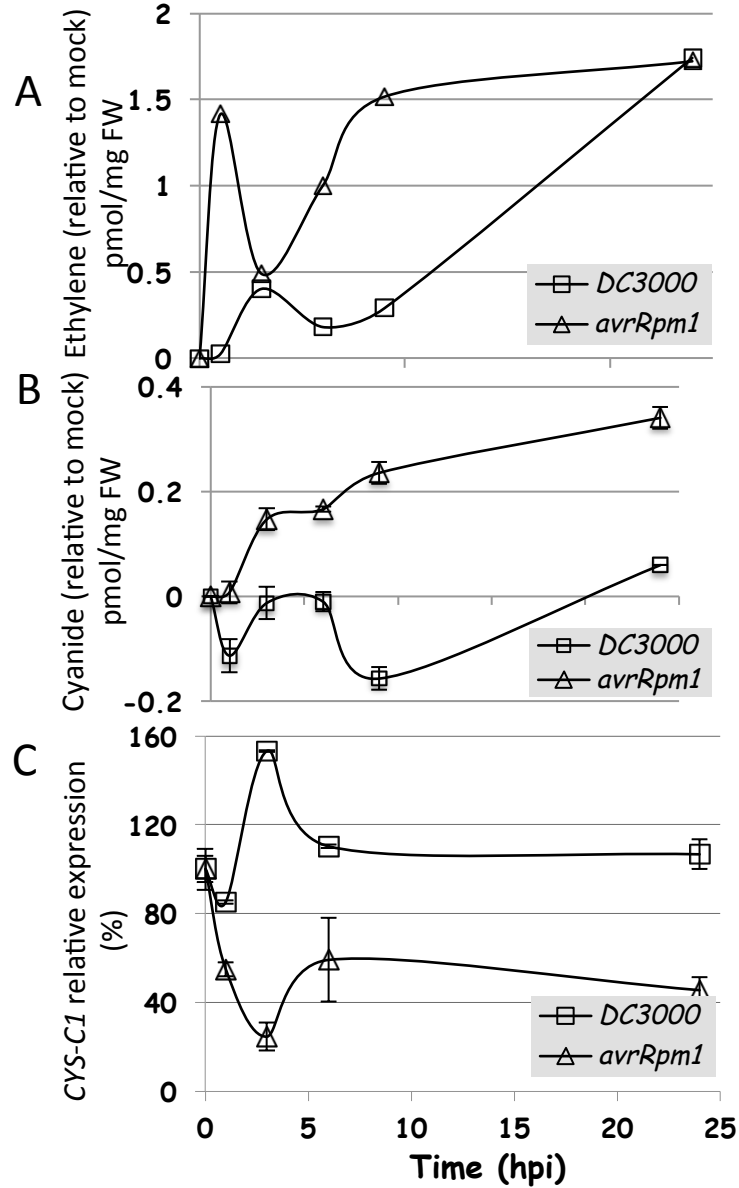 A
Ethylene (relative to mock)
pmol/mg FW
2
1.5
1
0.5
0
DC3000
avrRpm1
B
Cyanide (relative to mock)
pmol/mg FW
0.4
0.2
0
-0.2
DC3000
avrRpm1
C
CYS-C1 relative expression
(%)
160
120
80
40
0
DC3000
avrRpm1
0 5 10 15 20 25
Time (hpi)